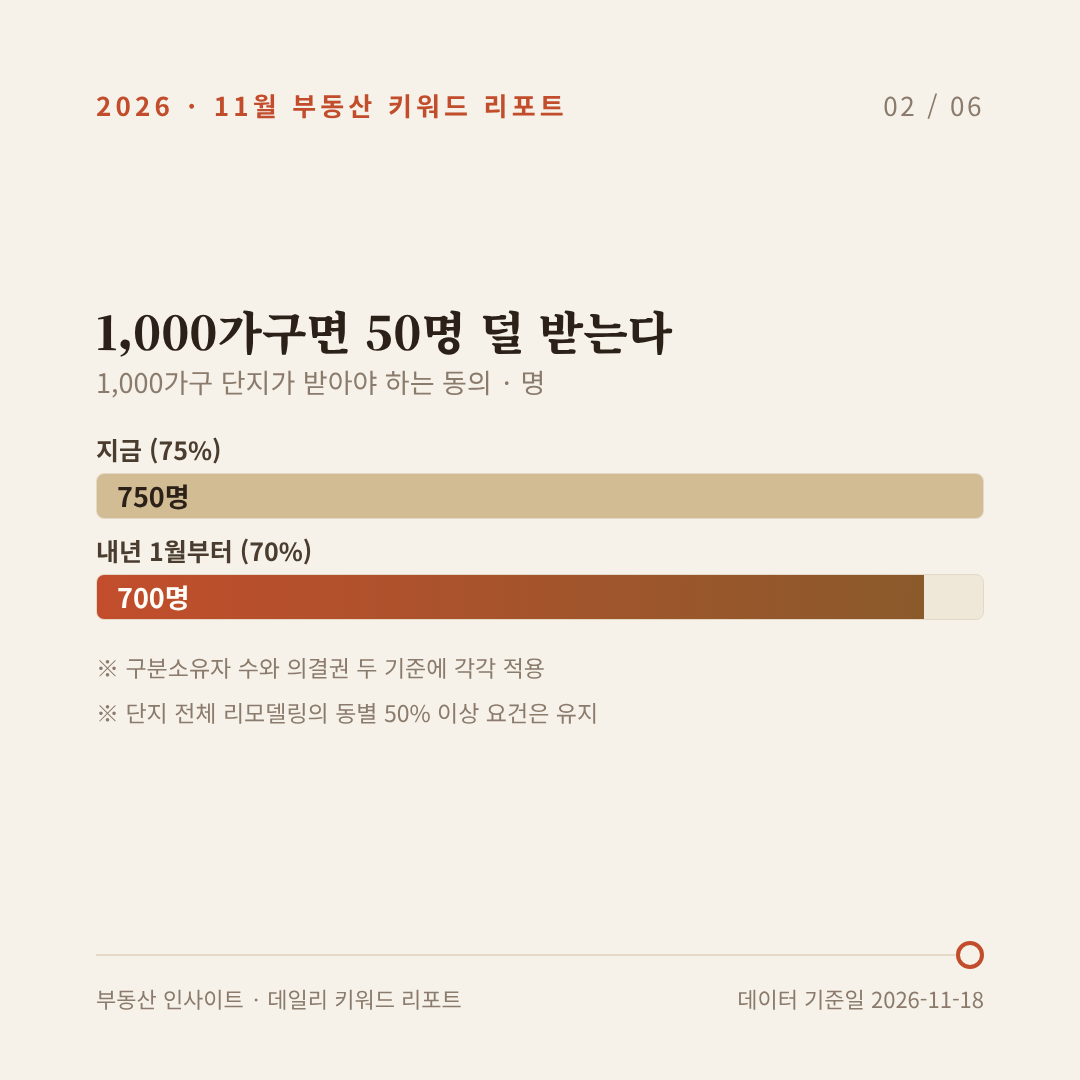 2026 · 11월 부동산 키워드 리포트
02 / 06
1,000가구면 50명 덜 받는다
1,000가구 단지가 받아야 하는 동의 · 명
지금 (75%)
750명
내년 1월부터 (70%)
700명
※ 구분소유자 수와 의결권 두 기준에 각각 적용
※ 단지 전체 리모델링의 동별 50% 이상 요건은 유지
부동산 인사이트 · 데일리 키워드 리포트
데이터 기준일 2026-11-18